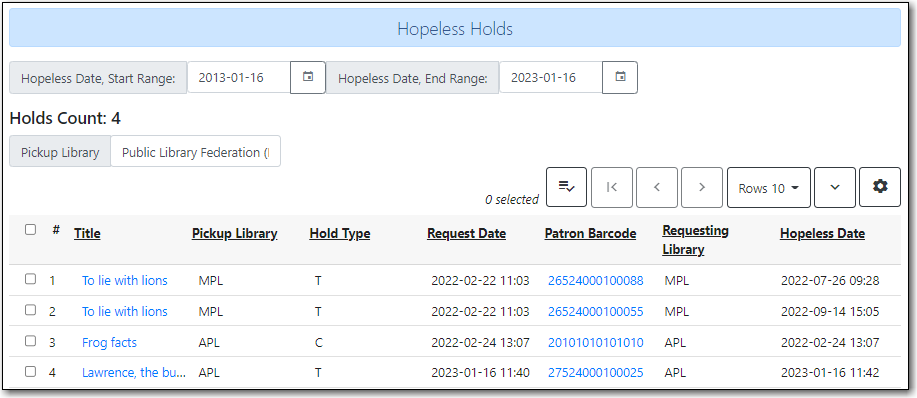 Hopeless Holds
Hopeless Date, Start Range: 2013-01-16 Hopeless Date, End Range: 2023-01-16
Holds Count: 4
Pickup Library Public Library Federation (
0 selected Rows 10
# Title Pickup Library Hold Type Request Date Patron Barcode Requesting Library Hopeless Date
1 To lie with lions MPL T 2022-02-22 11:03 26524000100088 MPL 2022-07-26 09:28
2 To lie with lions MPL T 2022-02-22 11:03 26524000100055 MPL 2022-09-14 15:05
3 Frog facts APL C 2022-02-24 13:07 20101010101010 APL 2022-02-24 13:07
4 Lawrence, the bu... APL T 2023-01-16 11:40 27524000100025 APL 2023-01-16 11:42